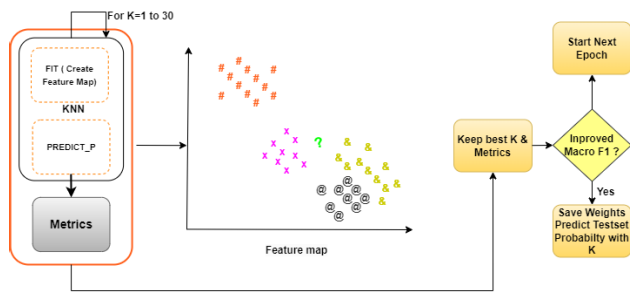 For K=1 to 30
FIT ( Create
Feature Map)
KNN
PREDICT_P
Metrics
?
Feature map
Keep best K &
Metrics
Start Next
Epoch
Inproved
Macro F1 ?
Yes
Save Weights
Predict Testset
Probabilty with
K